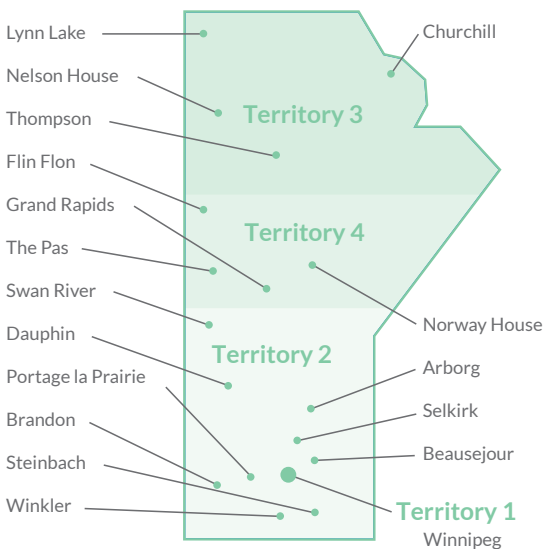 Lynn Lake
Churchill
Nelson House
Territory 3
Thompson
Flin Flon
Grand Rapids
Territory 4
The Pas
Swan River
Norway House
Dauphin
Territory 2
Arborg
Portage la Prairie
Selkirk
Brandon
Beausejour
Steinbach
Winkler
Territory 1
Winnipeg